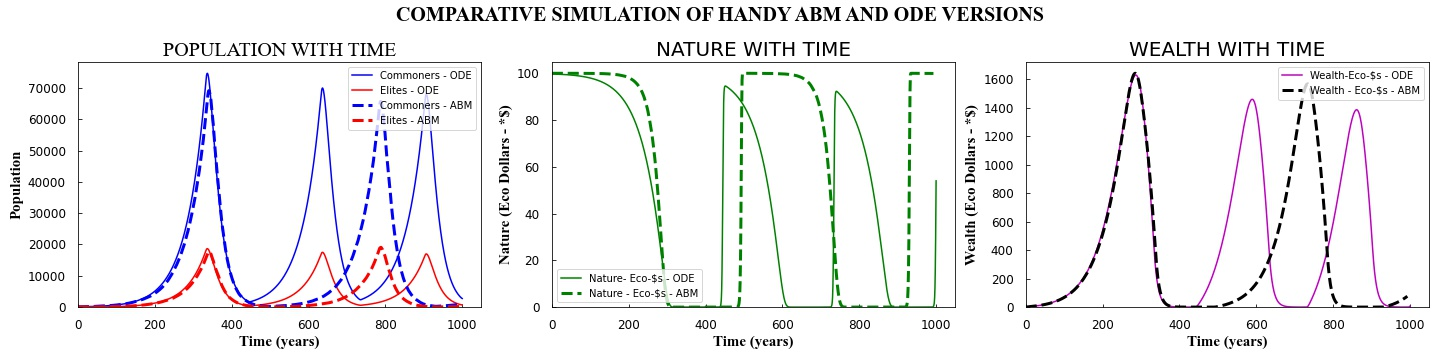 COMPARATIVE SIMULATION OF HANDY ABM AND ODE VERSIONS
POPULATION WITH TIME
Population
70000
60000
50000
40000
30000
20000
10000
0
Commoners - ODE
Elites - ODE
Commoners - ABM
Elites - ABM
0 200 400 600 800 1000
Time (years)
NATURE WITH TIME
Nature (Eco Dollars - *$)
100
80
60
40
20
0
Nature- Eco-$s - ODE
Nature - Eco-$s - ABM
0 200 400 600 800 1000
Time (years)
WEALTH WITH TIME
Wealth (Eco Dollars - *$)
1600
1400
1200
1000
800
600
400
200
0
Wealth-Eco-$s - ODE
Wealth - Eco-$s - ABM
0 200 400 600 800 1000
Time (years)